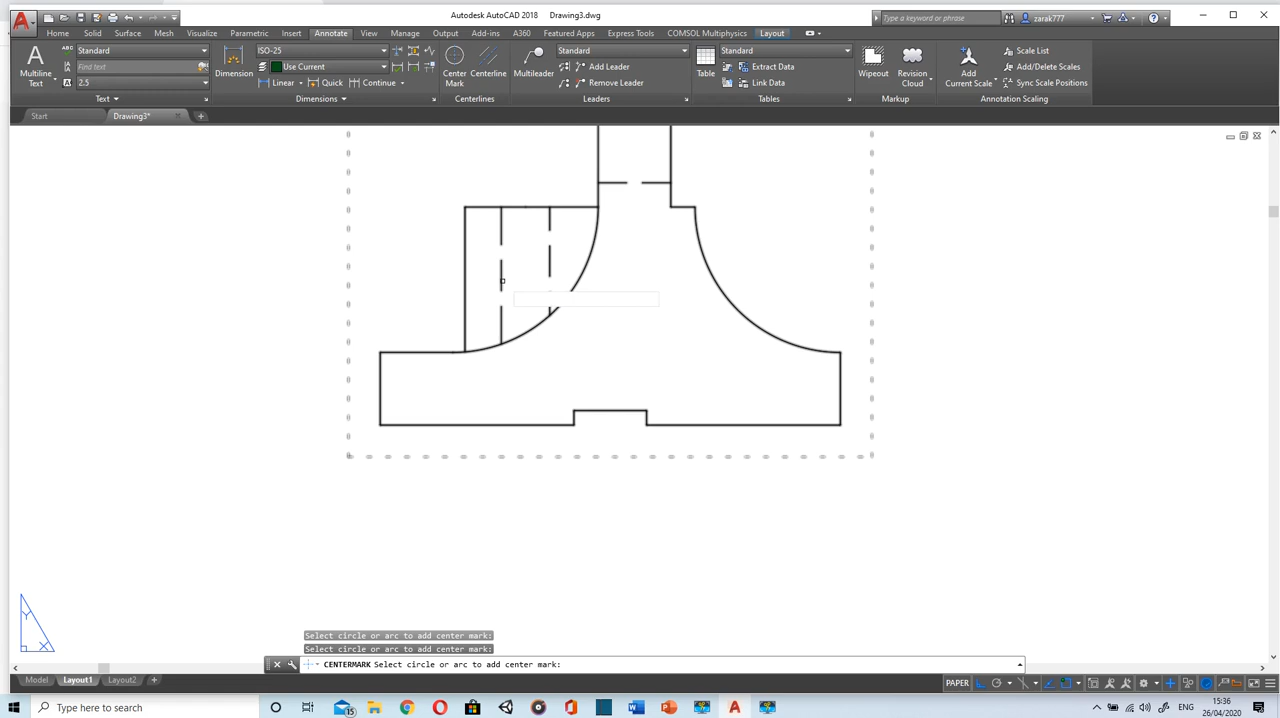 Autodesk AutoCAD 2018 Drawing3.dwg
Type a keyword or phrase
zarak777
Home Solid Surface Mesh Visualize Parametric Insert Annotate View Manage Output Add-ins A360 Featured Apps Express Tools COMSOL Multiphysics Layout
Standard ISO-25 Standard Standard
Scale List
Find text Use Current
Add Leader
Extract Data
Add/Delete Scales
Multiline Text
Dimension
Center Mark
Centerline
Multileader
Table
Wipeout
Revision Cloud
Add Current Scale
2.5 Linear Quick Continue
Remove Leader
Link Data
Sync Scale Positions
Text Dimensions Centerlines Leaders Tables Markup Annotation Scaling
Start Drawing3*
Y
X
Select circle or arc to add center mark:
Select circle or arc to add center mark:
CENTERMARK Select circle or arc to add center mark:
Model Layout1 Layout2
PAPER
Type here to search
15
ENG
15:36
26/04/2020